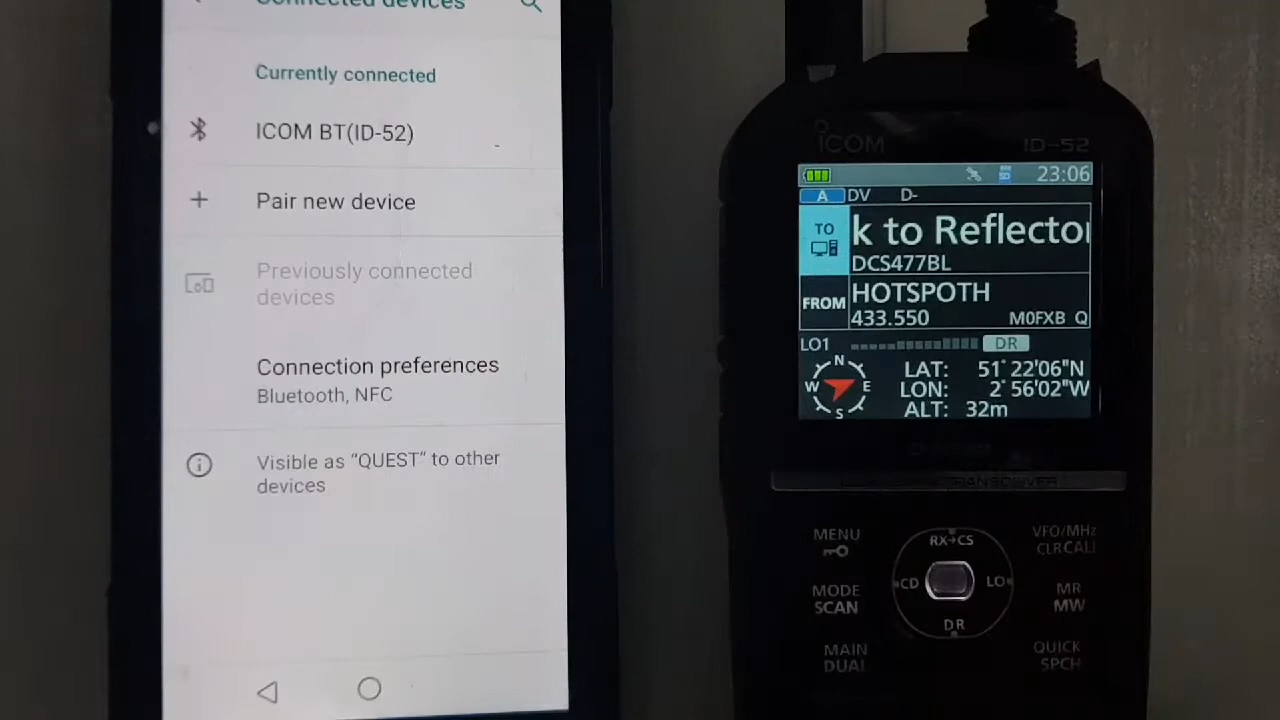 Connected devices
Currently connected
ICOM BT(ID-52)
Pair new device
Previously connected
devices
Connection preferences
Bluetooth, NFC
Visible as “QUEST” to other
devices
ICOM
ID-52
23:06
A DV D-
TO
k to Reflector
DCS477BL
FROM
HOTSPOTH
433.550 M0FXB Q
LO1 DR
N
W E
S
LAT: 51°22'06"N
LON: 2°56'02"W
ALT: 32m
TRANSCEIVER
MENU
RX→CS
VFO/MHz
CLR CALL
MODE
SCAN
CD
LO
MR
MW
DR
MAIN
DUAL
QUICK
SPCH